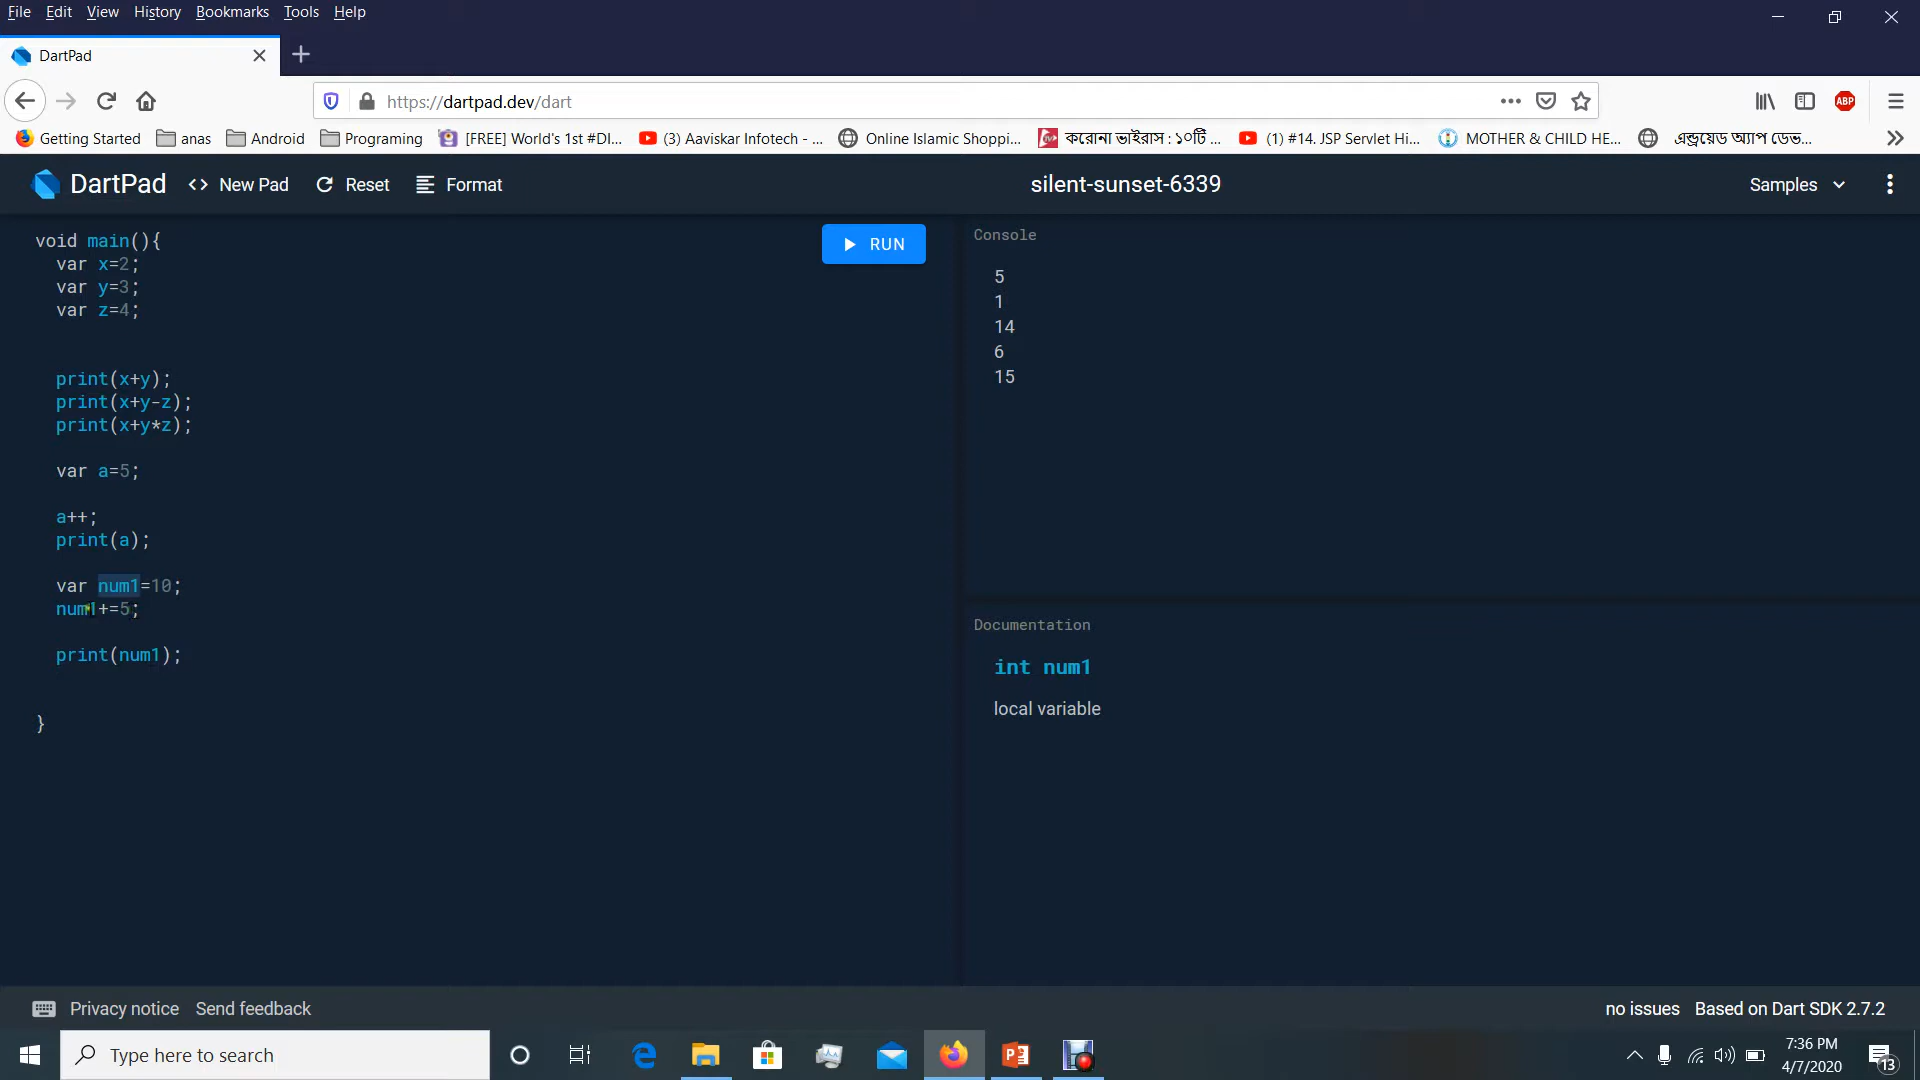 File Edit View History Bookmarks Tools Help
DartPad
https://dartpad.dev/dart
ABP
Getting Started anas Android Programing [FREE] World's 1st #DI... (3) Aaviskar Infotech - ... Online Islamic Shoppi... করোনা ভাইরাস : ১০টি ... (1) #14. JSP Servlet Hi... MOTHER & CHILD HE... এন্ড্রয়েড অ্যাপ ডেভ...
DartPad <> New Pad Reset Format silent-sunset-6339 Samples
void main(){
var x=2;
var y=3;
var z=4;
print(x+y);
print(x+y-z);
print(x+y*z);
var a=5;
a++;
print(a);
var num1=10;
num1+=5;
print(num1);
}
RUN
Console
5
1
14
6
15
Documentation
int num1
local variable
Privacy notice Send feedback no issues Based on Dart SDK 2.7.2
Type here to search
7:36 PM
4/7/2020
13